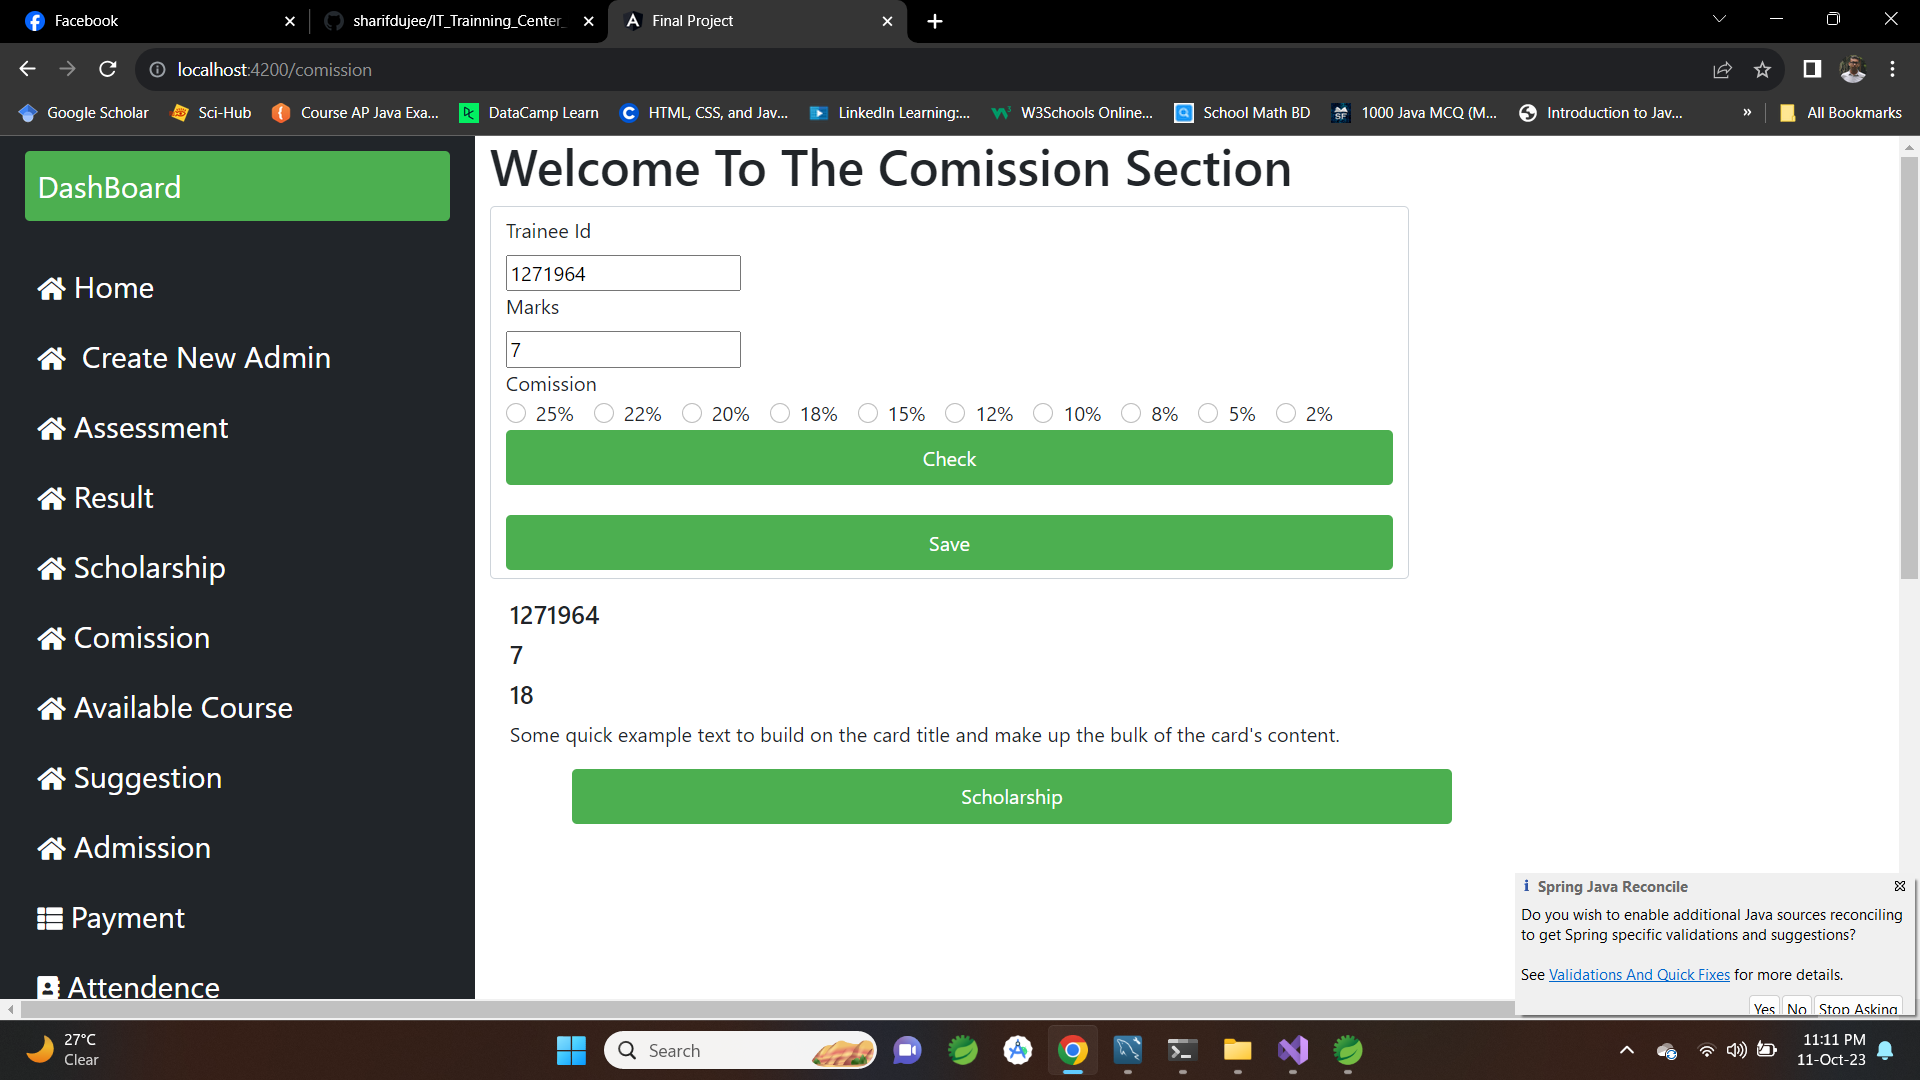 Facebook
sharifdujee/IT_Trainning_Center_
Final Project
localhost:4200/comission
Google Scholar
Sci-Hub
Course AP Java Exa...
DataCamp Learn
HTML, CSS, and Jav...
LinkedIn Learning:...
W3Schools Online...
School Math BD
1000 Java MCQ (M...
Introduction to Jav...
»
All Bookmarks
DashBoard
Home
Create New Admin
Assessment
Result
Scholarship
Comission
Available Course
Suggestion
Admission
Payment
Attendence
Welcome To The Comission Section
Trainee Id
1271964
Marks
7
Comission
25% 22% 20% 18% 15% 12% 10% 8% 5% 2%
Check
Save
1271964
7
18
Some quick example text to build on the card title and make up the bulk of the card's content.
Scholarship
Spring Java Reconcile
Do you wish to enable additional Java sources reconciling
to get Spring specific validations and suggestions?
See Validations And Quick Fixes for more details.
Yes No Stop Asking
27°C
Clear
Search
11:11 PM
11-Oct-23